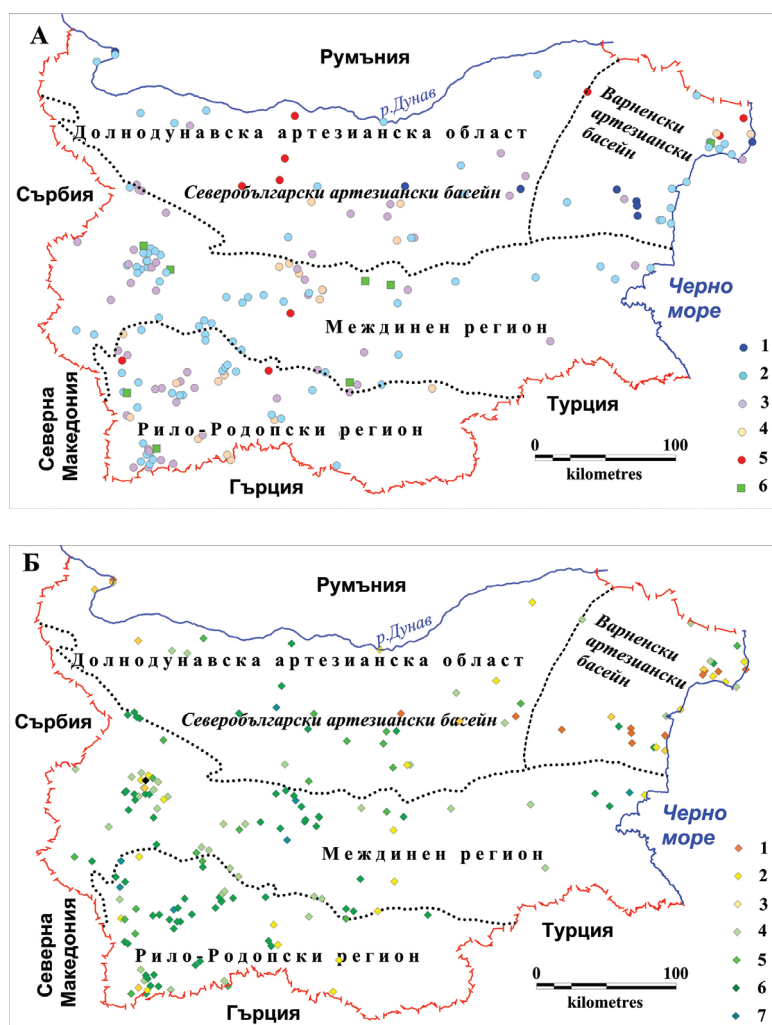 А
Румъния
р.Дунав
Долнодунавска артезианска област
Варненски
артезиански
басейн
Северобългарски артезиански басейн
Сърбия
Черно
море
Междинен регион
1
2
3
4
5
6
Северна
Македония
Турция
Рило-Родопски регион
0 100
kilometres
Гърция
Б
Румъния
р.Дунав
Долнодунавска артезианска област
Варненски
артезиански
басейн
Северобългарски артезиански басейн
Сърбия
Черно
море
Междинен регион
1
2
3
4
5
6
7
Северна
Македония
Турция
Рило-Родопски регион
0 100
kilometres
Гърция